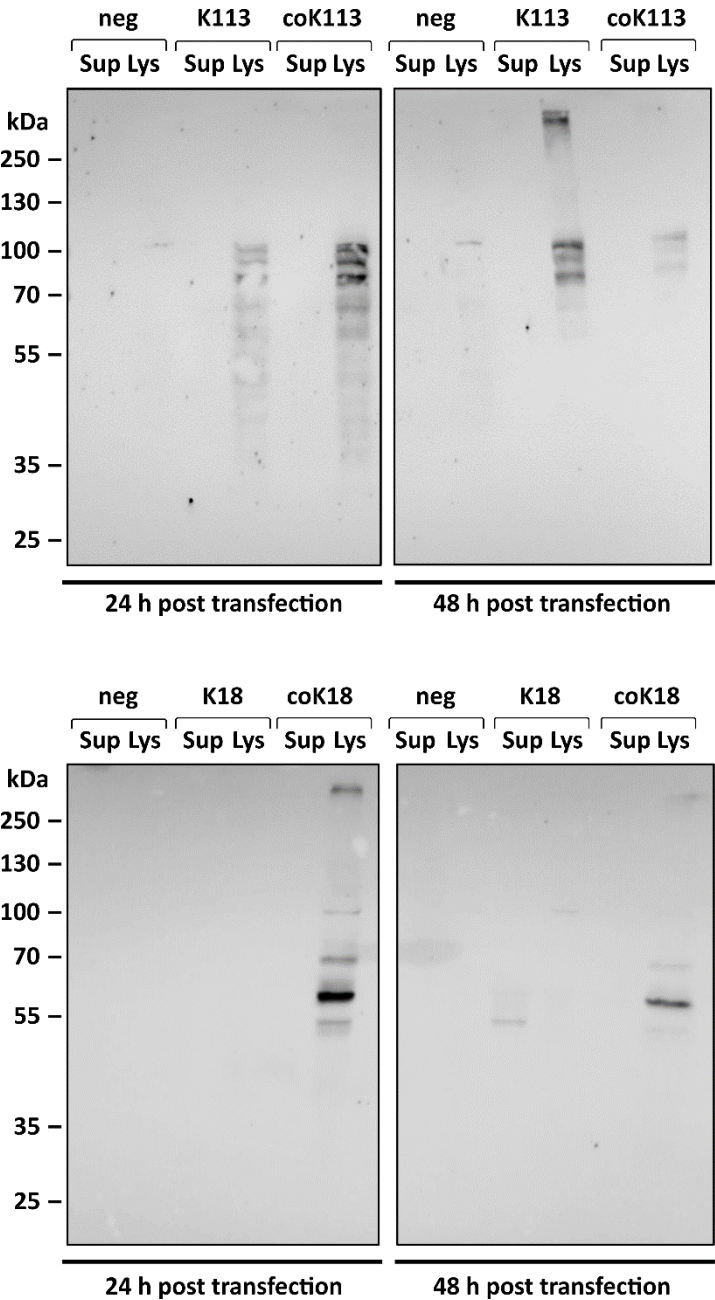 neg K113 coK113 neg K113 coK113
Sup Lys Sup Lys Sup Lys Sup Lys Sup Lys Sup Lys
kDa
250
130
100
70
55
35
25
24 h post transfection 48 h post transfection
neg K18 coK18 neg K18 coK18
Sup Lys Sup Lys Sup Lys Sup Lys Sup Lys Sup Lys
kDa
250
130
100
70
55
35
25
24 h post transfection 48 h post transfection